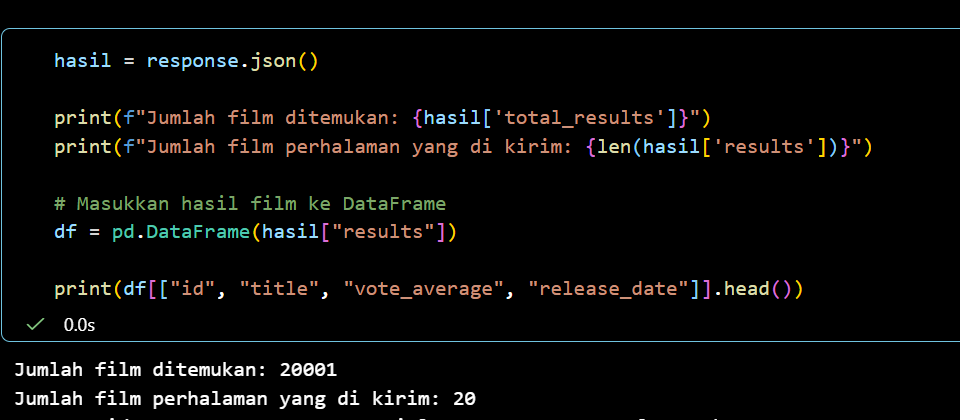 hasil = response.json()
print(f"Jumlah film ditemukan: {hasil['total_results']}")
print(f"Jumlah film perhalaman yang di kirim: {len(hasil['results'])}")
# Masukkan hasil film ke DataFrame
df = pd.DataFrame(hasil["results"])
print(df[["id", "title", "vote_average", "release_date"]].head())
0.0s
Jumlah film ditemukan: 20001
Jumlah film perhalaman yang di kirim: 20